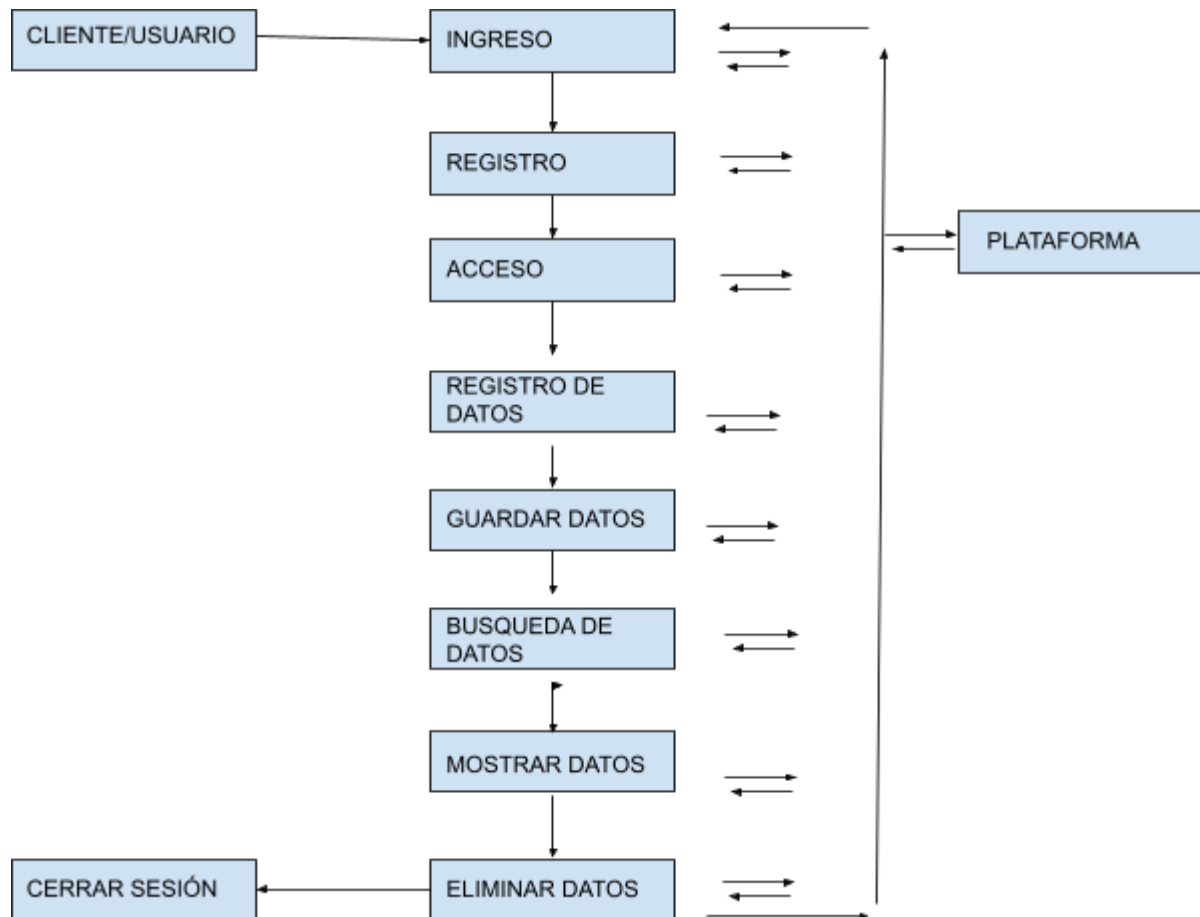 CLIENTE/USUARIO
INGRESO
REGISTRO
PLATAFORMA
ACCESO
REGISTRO DE
DATOS
GUARDAR DATOS
BUSQUEDA DE
DATOS
MOSTRAR DATOS
CERRAR SESIÓN
ELIMINAR DATOS